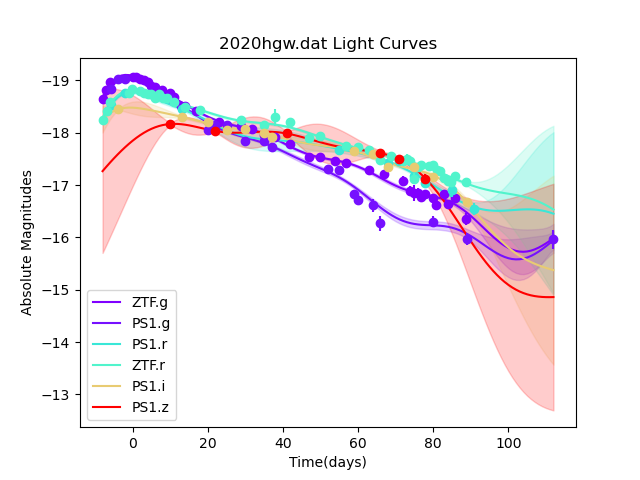 2020hgw.dat Light Curves
Absolute Magnitudes
−19
−18
−17
−16
−15
−14
−13
ZTF.g
PS1.g
PS1.r
ZTF.r
PS1.i
PS1.z
0 20 40 60 80 100
Time(days)